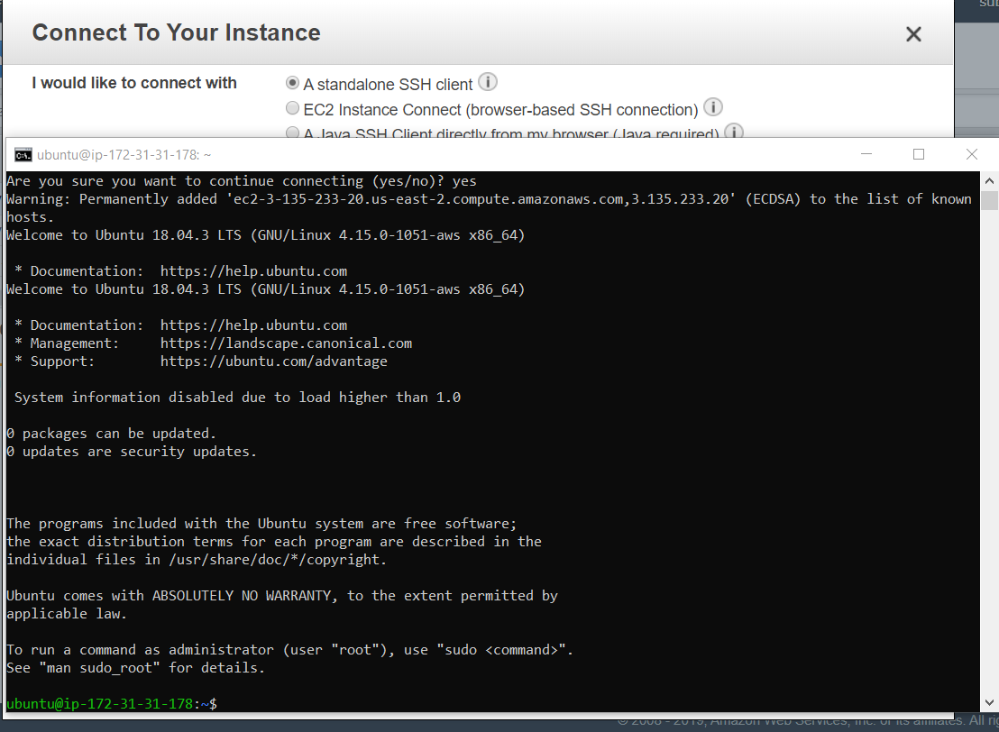 Connect To Your Instance
I would like to connect with
A standalone SSH client
EC2 Instance Connect (browser-based SSH connection)
A Java SSH Client directly from my browser (Java required)
ubuntu@ip-172-31-31-178: ~
Are you sure you want to continue connecting (yes/no)? yes
Warning: Permanently added 'ec2-3-135-233-20.us-east-2.compute.amazonaws.com,3.135.233.20' (ECDSA) to the list of known
hosts.
Welcome to Ubuntu 18.04.3 LTS (GNU/Linux 4.15.0-1051-aws x86_64)
* Documentation:  https://help.ubuntu.com
Welcome to Ubuntu 18.04.3 LTS (GNU/Linux 4.15.0-1051-aws x86_64)
* Documentation:  https://help.ubuntu.com
* Management:     https://landscape.canonical.com
* Support:        https://ubuntu.com/advantage
System information disabled due to load higher than 1.0
0 packages can be updated.
0 updates are security updates.
The programs included with the Ubuntu system are free software;
the exact distribution terms for each program are described in the
individual files in /usr/share/doc/*/copyright.
Ubuntu comes with ABSOLUTELY NO WARRANTY, to the extent permitted by
applicable law.
To run a command as administrator (user "root"), use "sudo <command>".
See "man sudo_root" for details.
ubuntu@ip-172-31-31-178:~$
© 2008 - 2019, Amazon Web Services, Inc. or its affiliates. All